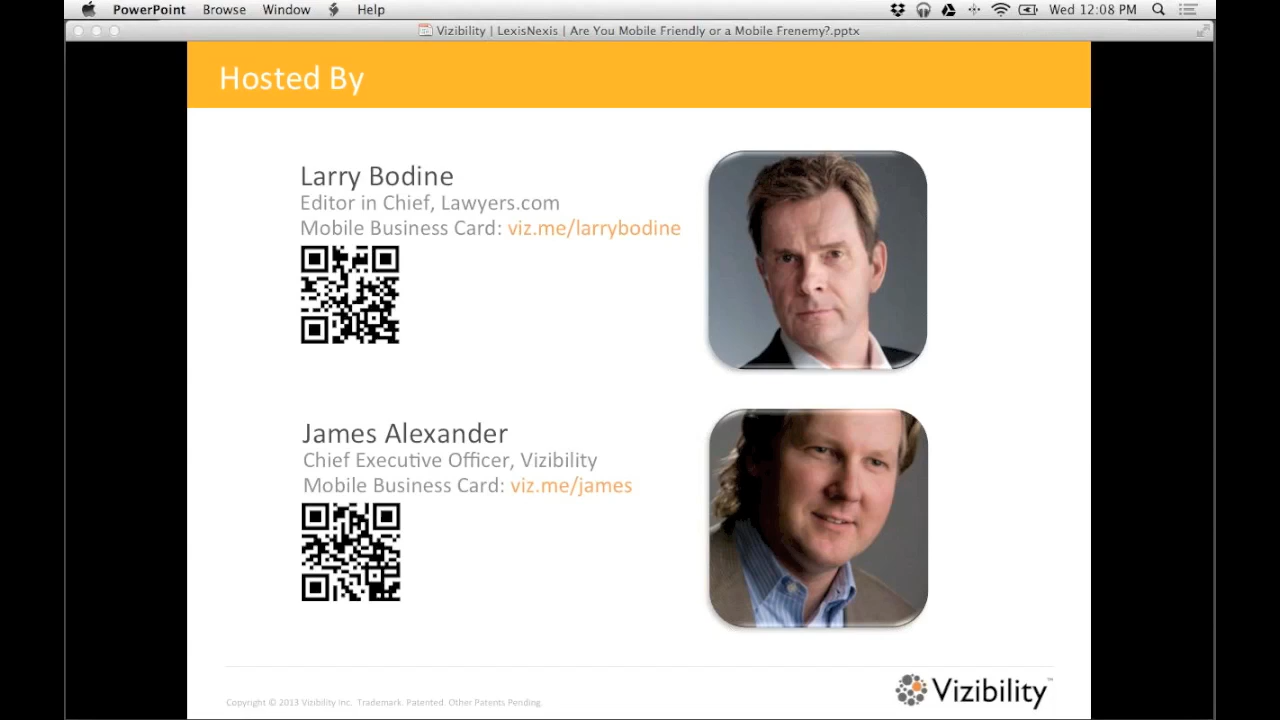 PowerPoint Browse Window Help Wed 12:08 PM
Vizibility | LexisNexis | Are You Mobile Friendly or a Mobile Frenemy?.pptx
Hosted By
Larry Bodine
Editor in Chief, Lawyers.com
Mobile Business Card: viz.me/larrybodine
James Alexander
Chief Executive Officer, Vizibility
Mobile Business Card: viz.me/james
Copyright © 2013 Vizibility Inc. Trademark. Patented. Other Patents Pending.
Vizibility™